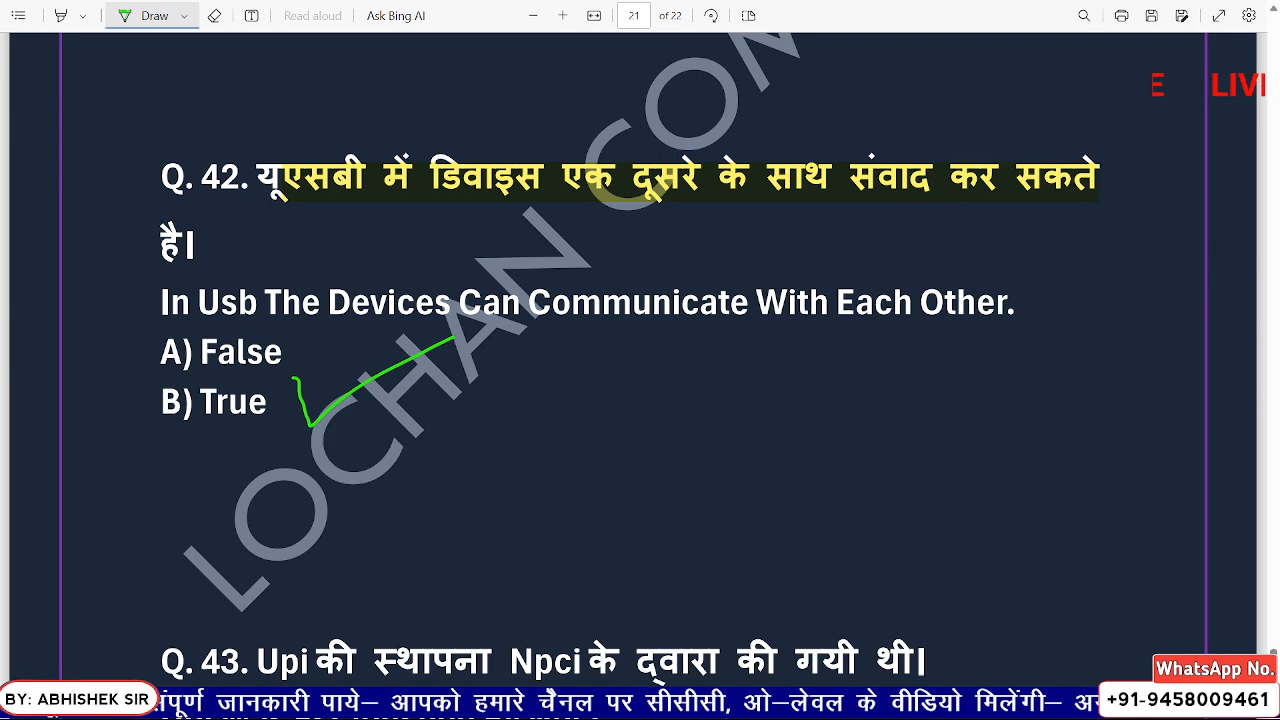 Draw
Read aloud
Ask Bing AI
21
of 22
E LIVE
Q. 42. यूएसबी में डिवाइस एक दूसरे के साथ संवाद कर सकते
है।
In Usb The Devices Can Communicate With Each Other.
A) False
B) True
LOCHAN
Q. 43. Upi की स्थापना Npci के द्वारा की गयी थी।
WhatsApp No.
BY: ABHISHEK SIR
जानकारी पाये– आपको हमारे चैनल पर सीसीसी, ओ–लेवल के वीडियो मिलेंगी–
+91-9458009461